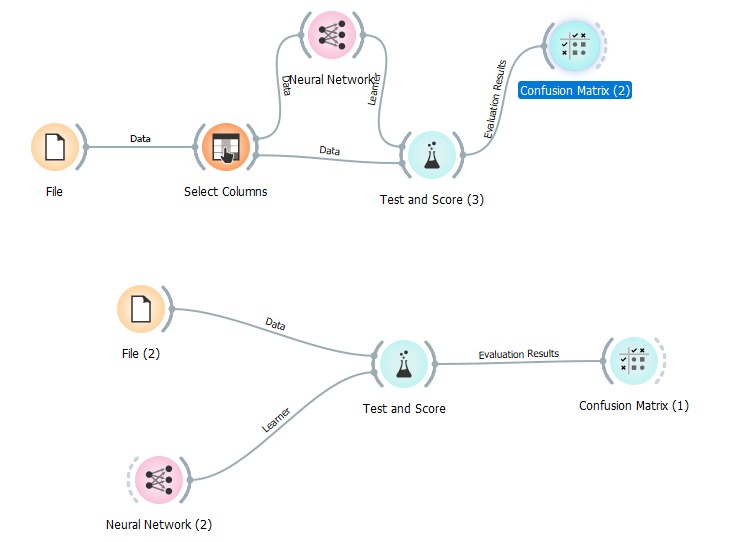 Neural Network
Data
Learner
Evaluation Results
Confusion Matrix (2)
Data
Data
File
Select Columns
Test and Score (3)
Data
File (2)
Evaluation Results
Test and Score
Confusion Matrix (1)
Learner
Neural Network (2)